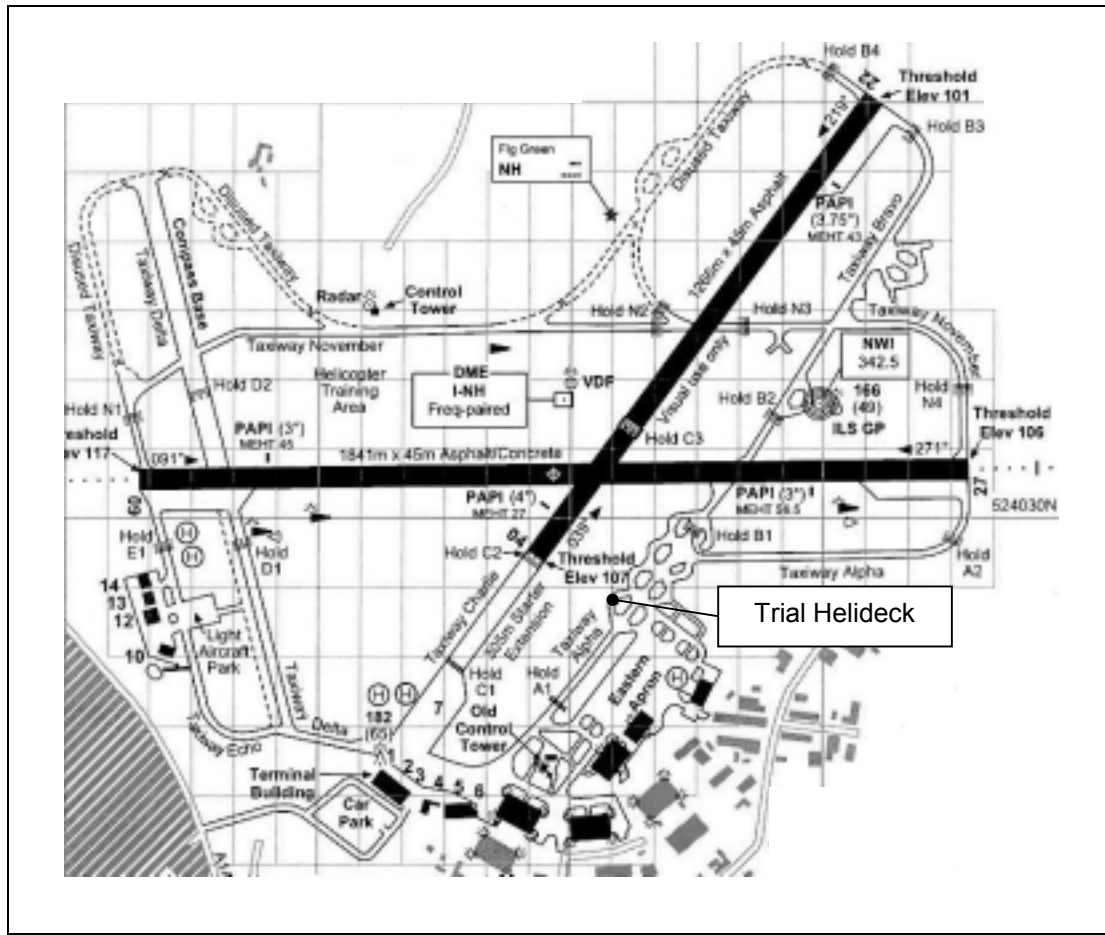 Hold B4
22
Threshold
Elev 101
219°
Hold B3
Flg Green
NH
Disused Taxiway
PAPI
(3.75°)
MEHT 43
Taxiway Bravo
1266m x 45m Asphalt
Disused Taxiway
Compass Base
Taxiway Delta
Disused Taxiway
Radar
Control
Tower
Hold N2
Hold N3
Taxiway November
Taxiway November
NWI
342.5
Helicopter
Training
Area
DME
I-NH
Freq-paired
VDF
Visual use only
Hold D2
Hold B2
166
(49)
ILS GP
Hold
N4
Hold N1
Hold C3
Threshold
Elev 106
PAPI (3°)
MEHT 45
reshold
ev 117
091°
1841m x 45m Asphalt/Concrete
271°
09
27
PAPI (4°)
MEHT 27
PAPI (3°)
MEHT 56.5
524030N
04
039°
Hold
E1
H
H
Hold
D1
Hold C2
Threshold
Elev 107
Hold B1
Hold
A2
Taxiway Alpha
14
13
12
10
Light
Aircraft
Park
Taxiway Charlie
335m Starter
Extension
Taxiway
Alpha
Trial Helideck
Hold
C1
Hold
A1
Eastern
Apron
H
H
H
182
(65)
7
Old
Control
Tower
Taxiway
Delta
Taxiway Echo
Terminal
Building
2
3
4
5
6
Car
Park